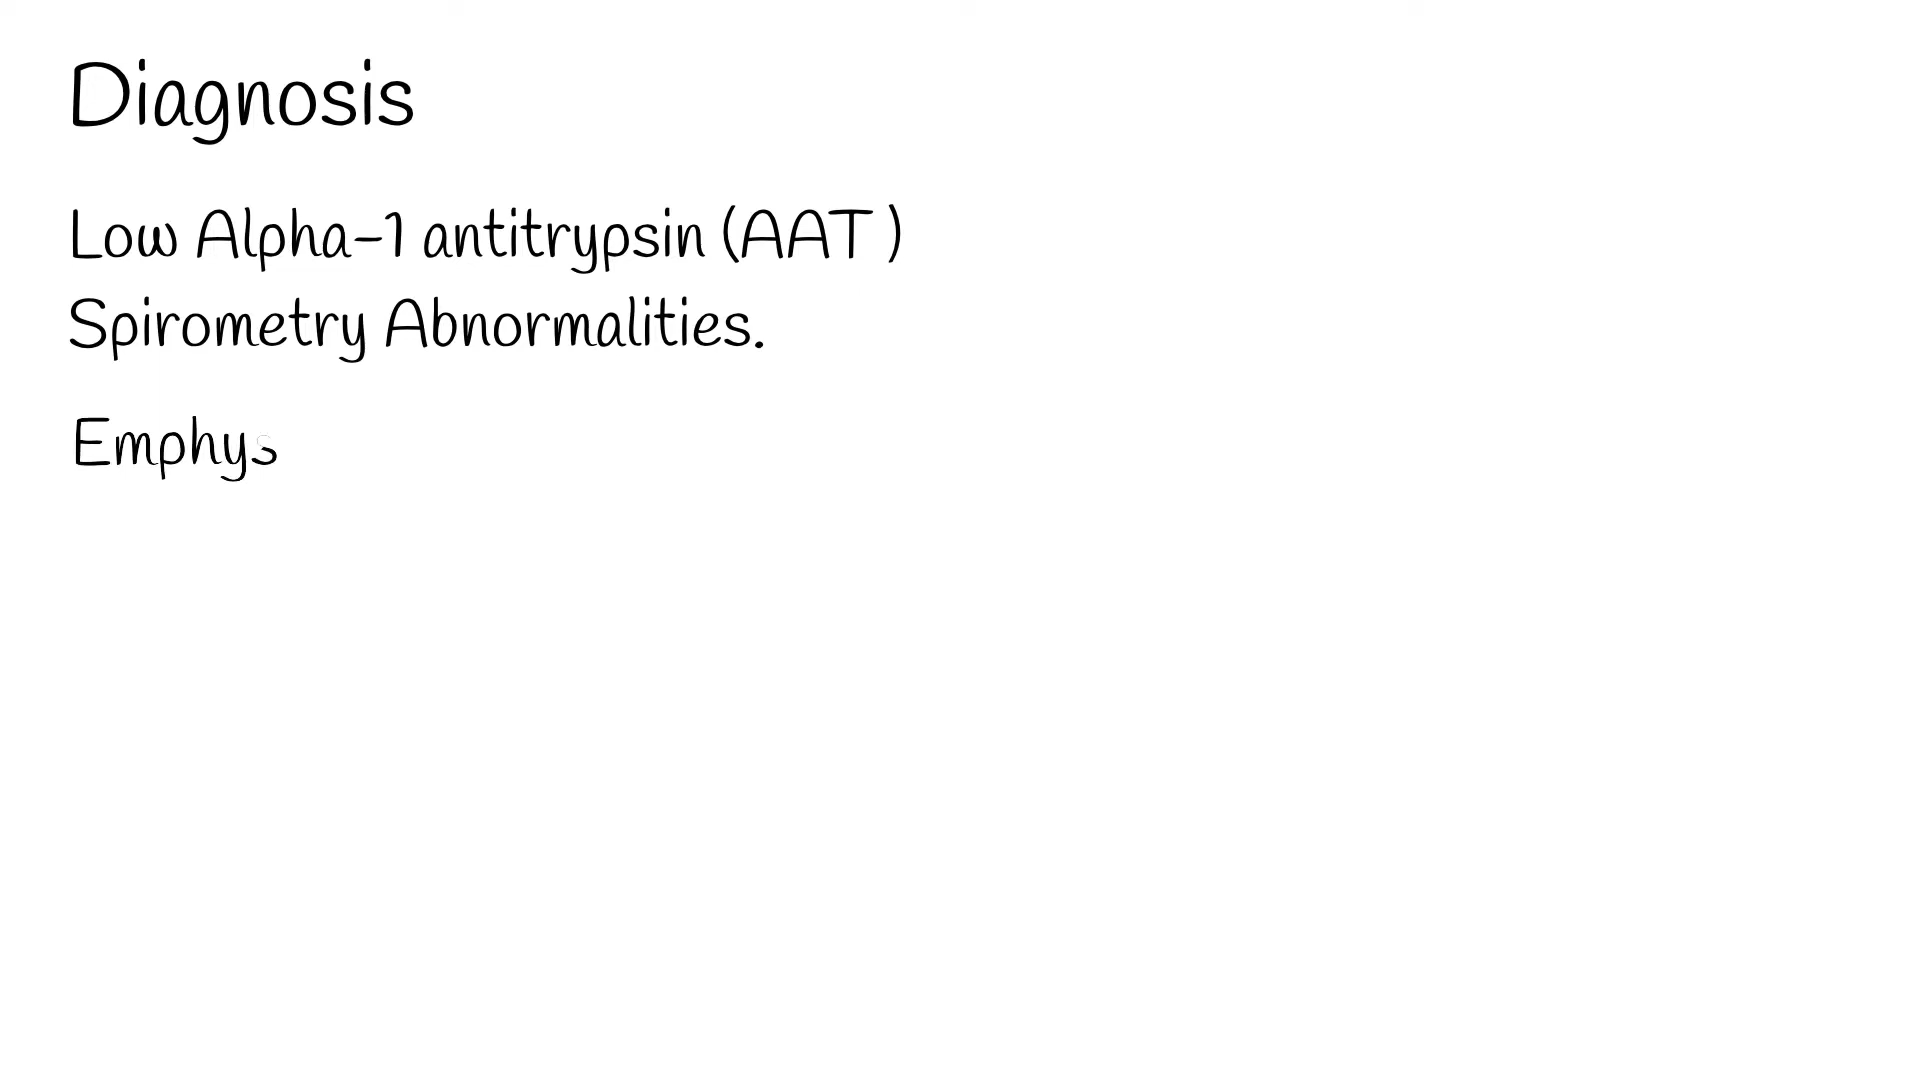 Diagnosis
Low Alpha-1 antitrypsin (AAT )
Spirometry Abnormalities.
Emphys